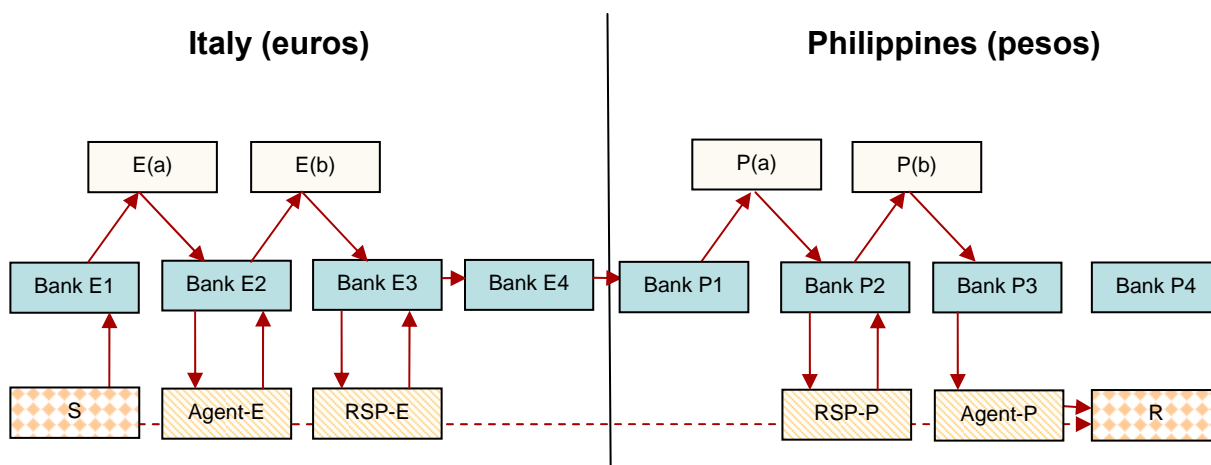 Italy (euros)
Philippines (pesos)
E(a)
E(b)
P(a)
P(b)
Bank E1
Bank E2
Bank E3
Bank E4
Bank P1
Bank P2
Bank P3
Bank P4
S
Agent-E
RSP-E
RSP-P
Agent-P
R